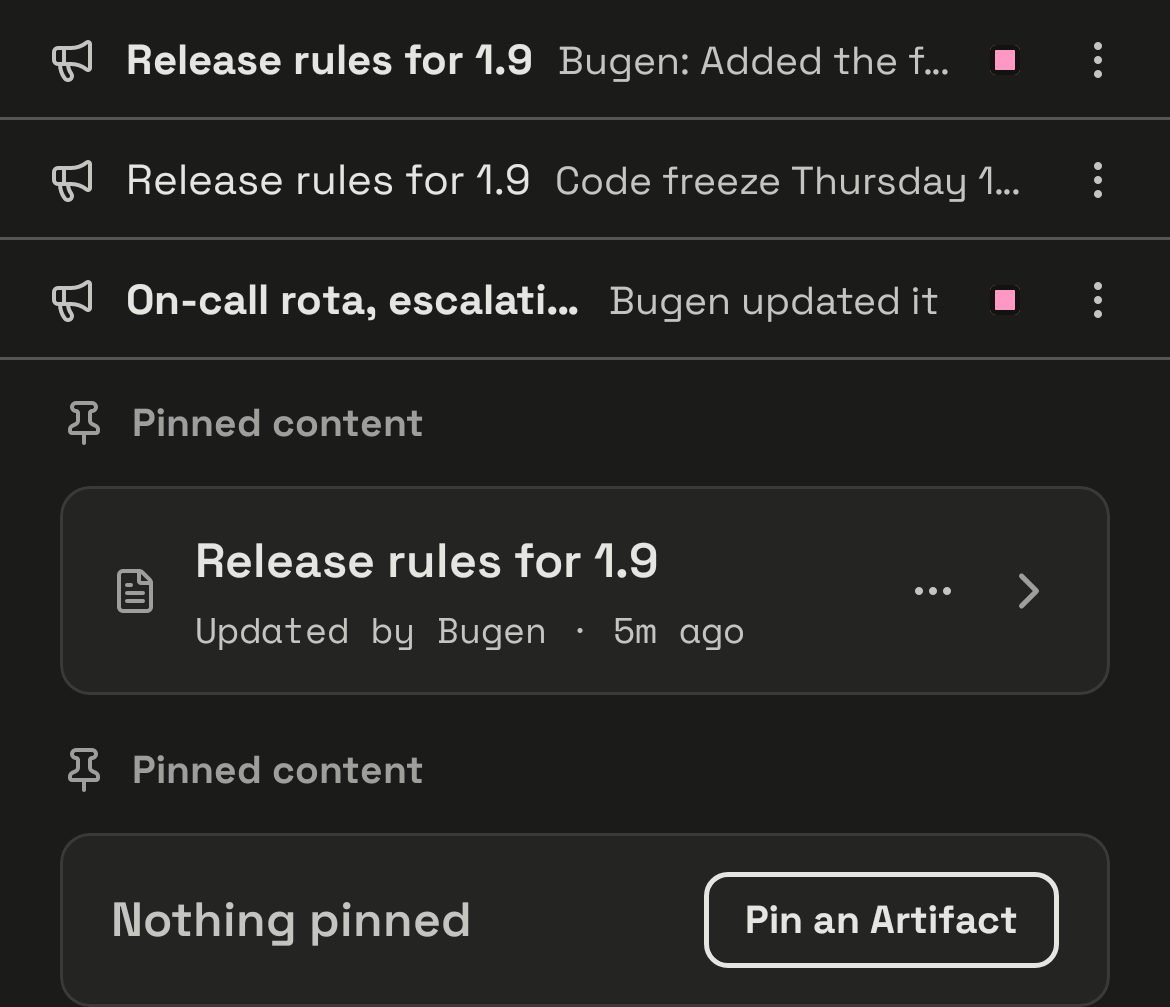 Release rules for 1.9 Bugen: Added the f...
Release rules for 1.9 Code freeze Thursday 1...
On-call rota, escalati... Bugen updated it
Pinned content
Release rules for 1.9
Updated by Bugen · 5m ago
Pinned content
Nothing pinned Pin an Artifact